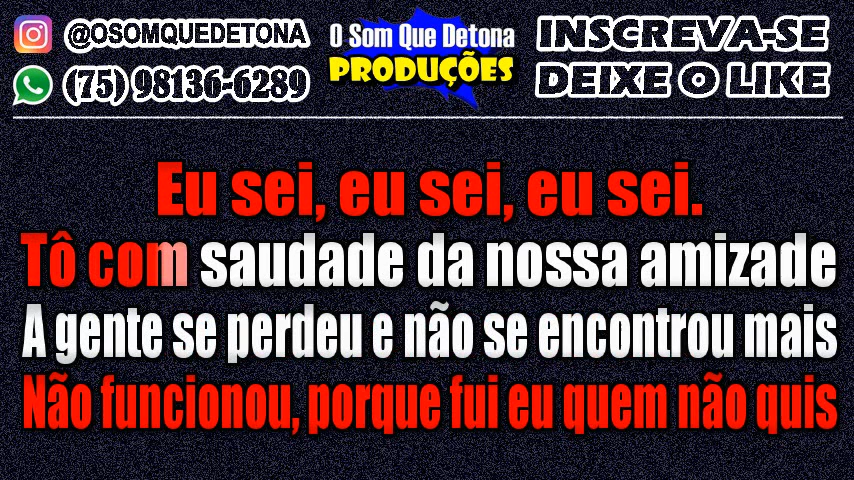 @OSOMQUEDETONA
(75) 98136-6289
O Som Que Detona
PRODUÇÕES
INSCREVA-SE
DEIXE O LIKE
Eu sei, eu sei, eu sei.
Tô com saudade da nossa amizade
A gente se perdeu e não se encontrou mais
Não funcionou, porque fui eu quem não quis